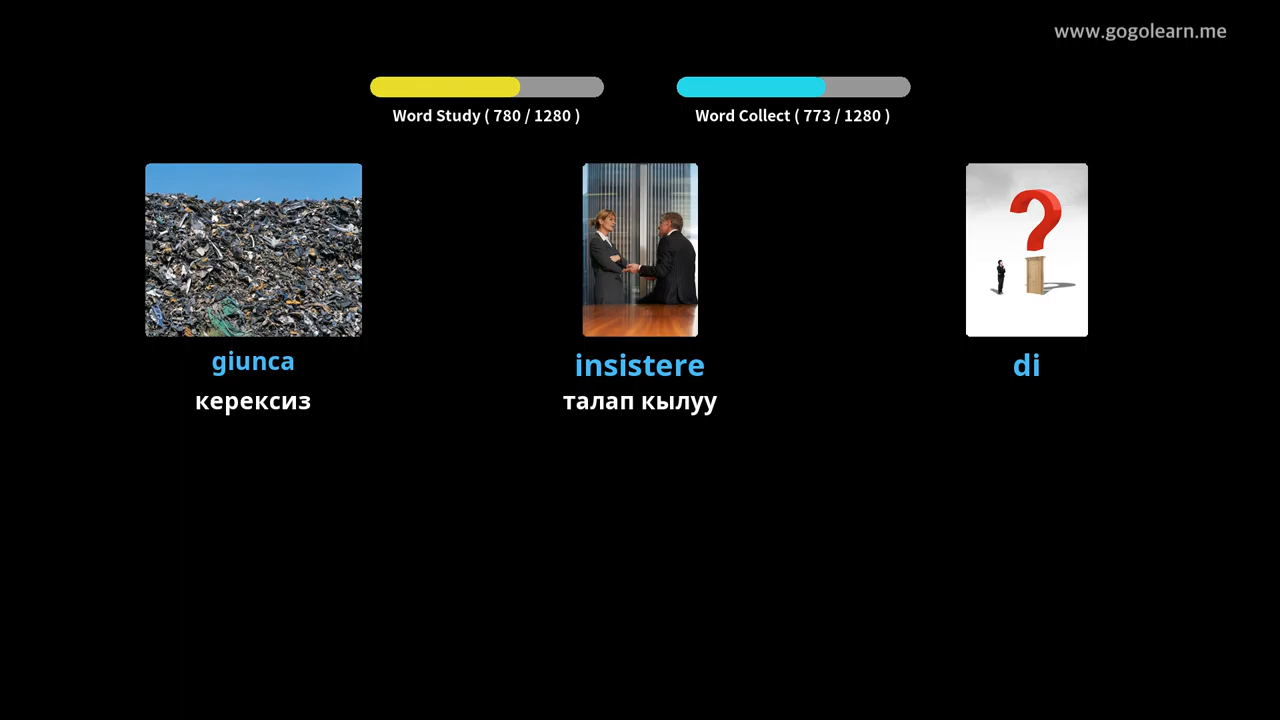 www.gogolearn.me
Word Study ( 780 / 1280 )
Word Collect ( 773 / 1280 )
giunca
insistere
di
керексиз
талап кылуу